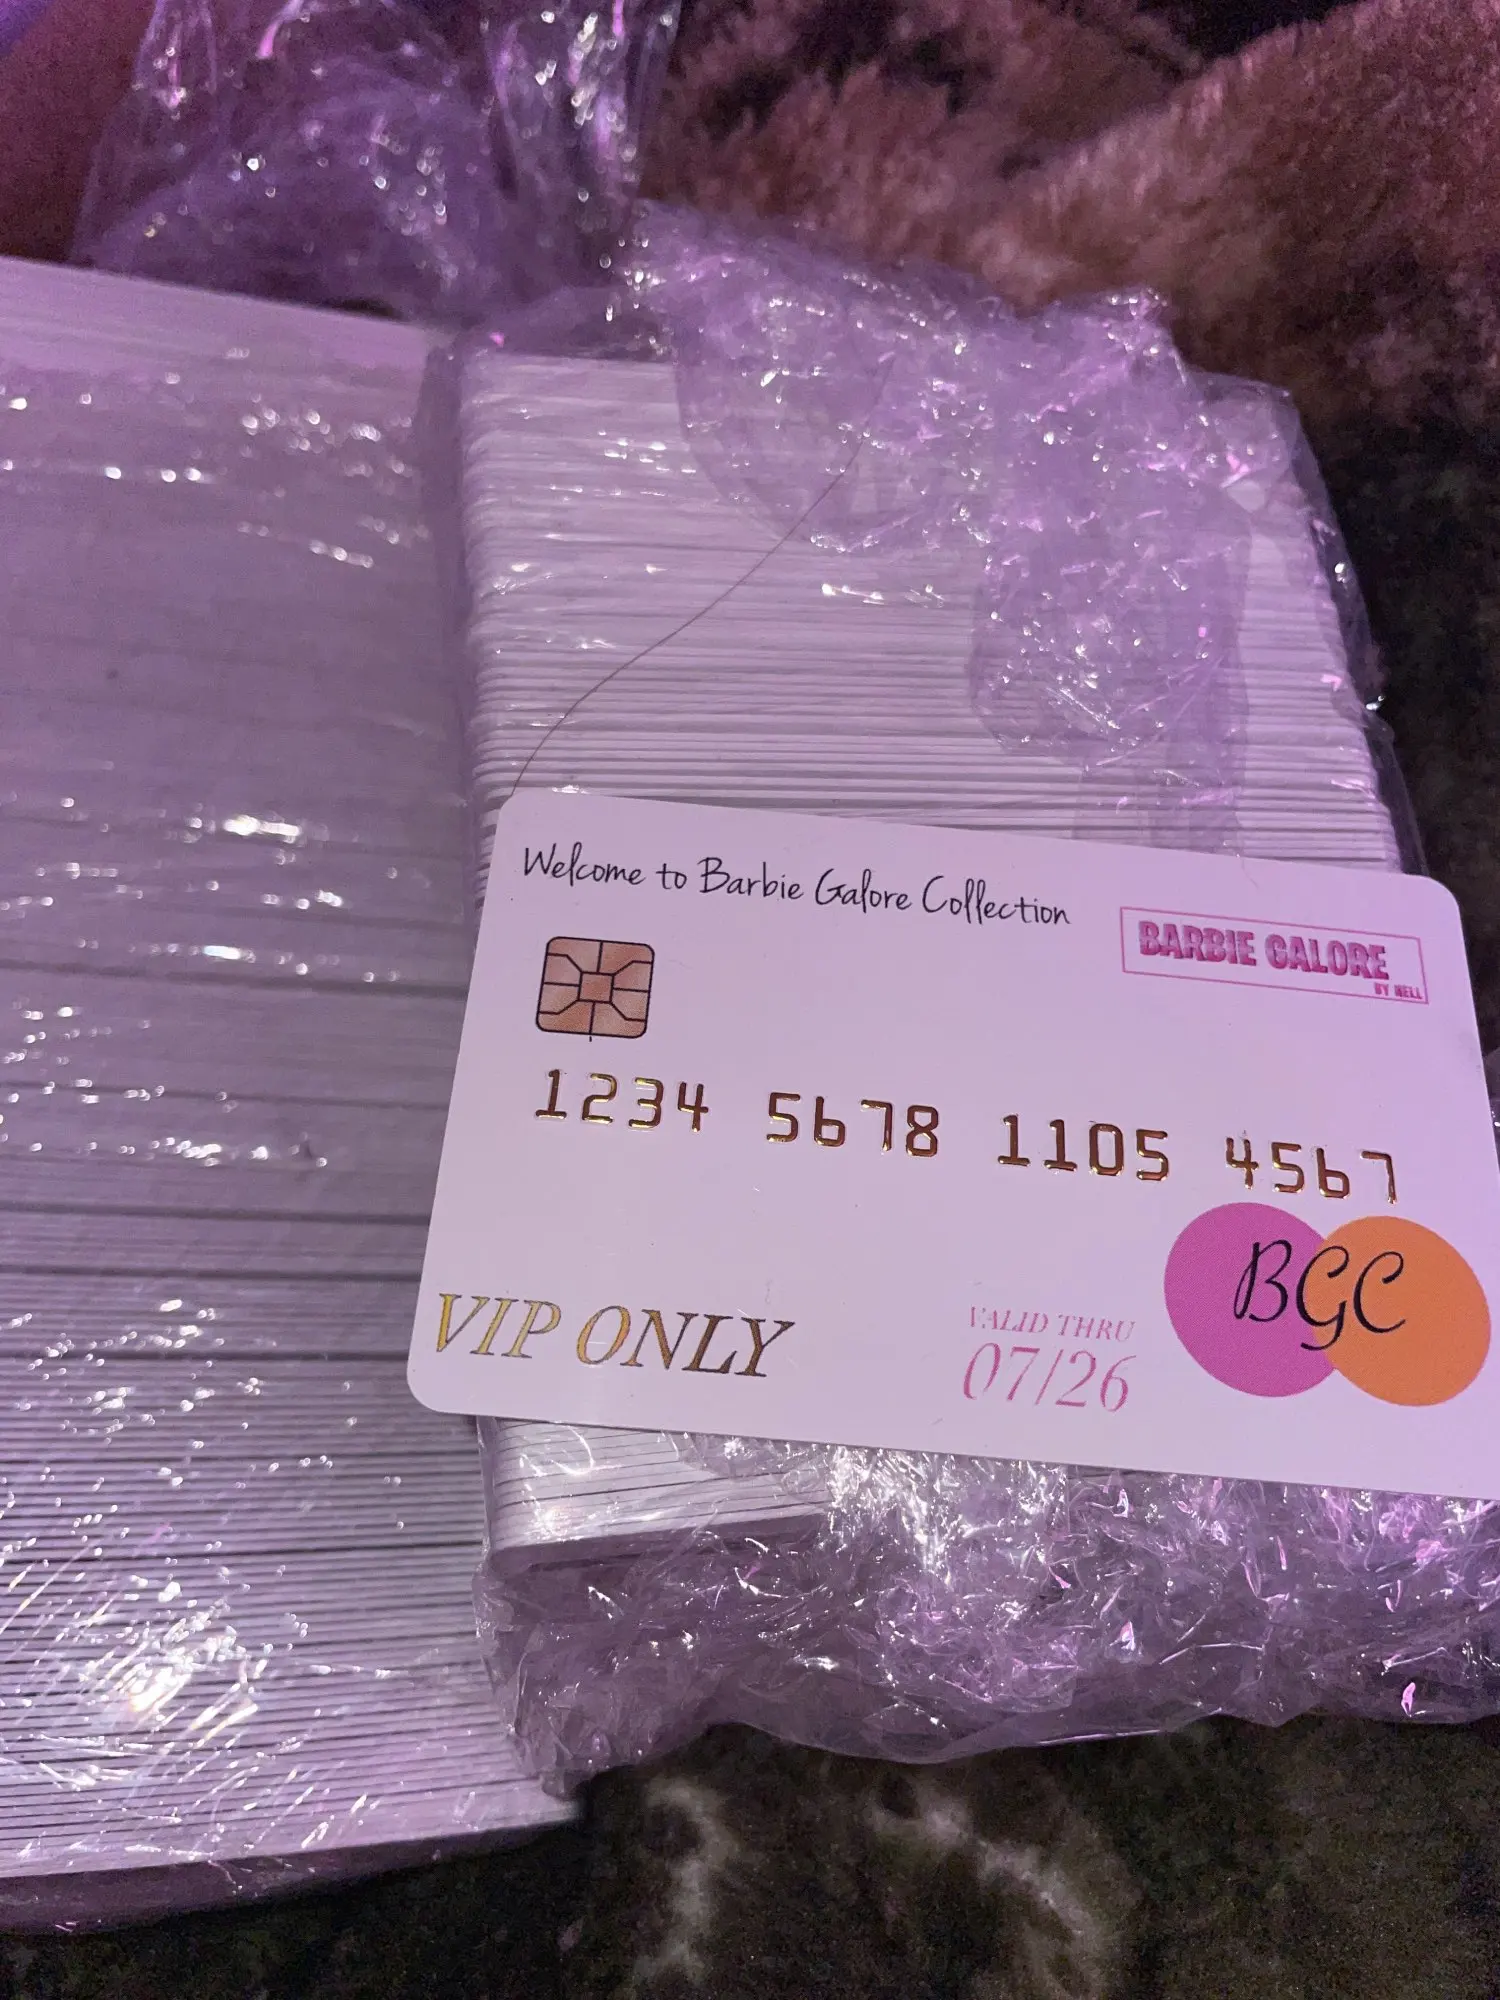 Welcome to Barbie Galore Collection
BARBIE GALORE
BY NELL
1234 5678 1105 4567
BGC
VIP ONLY
VALID THRU
07/26